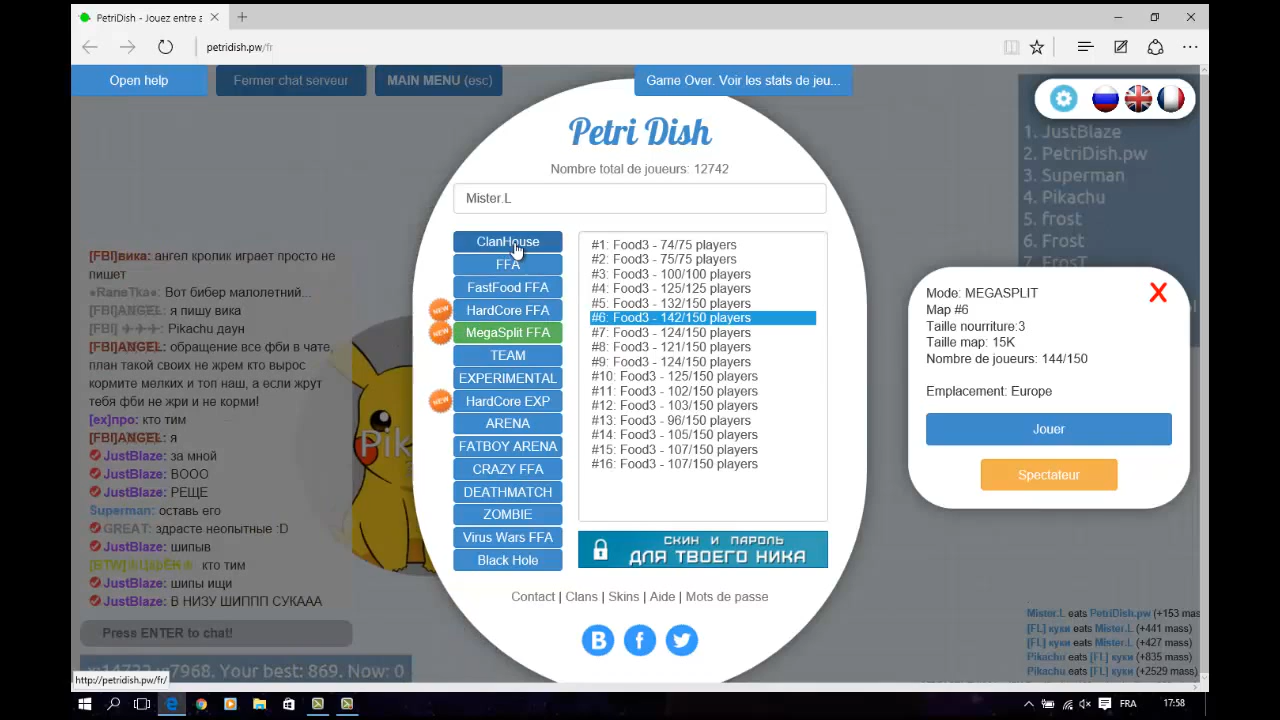 PetriDish - Jouez entre a
petridish.pw/fr
Open help
Fermer chat serveur
MAIN MENU (esc)
Game Over. Voir les stats de jeu...
Petri Dish
Nombre total de joueurs: 12742
Mister.L
ClanHouse
FFA
FastFood FFA
NEW
HardCore FFA
NEW
MegaSplit FFA
TEAM
EXPERIMENTAL
NEW
HardCore EXP
ARENA
FATBOY ARENA
CRAZY FFA
DEATHMATCH
ZOMBIE
Virus Wars FFA
Black Hole
#1: Food3 - 74/75 players
#2: Food3 - 75/75 players
#3: Food3 - 100/100 players
#4: Food3 - 125/125 players
#5: Food3 - 132/150 players
#6: Food3 - 142/150 players
#7: Food3 - 124/150 players
#8: Food3 - 121/150 players
#9: Food3 - 124/150 players
#10: Food3 - 125/150 players
#11: Food3 - 102/150 players
#12: Food3 - 103/150 players
#13: Food3 - 96/150 players
#14: Food3 - 105/150 players
#15: Food3 - 107/150 players
#16: Food3 - 107/150 players
СКИН И ПАРОЛЬ
ДЛЯ ТВОЕГО НИКА
Contact | Clans | Skins | Aide | Mots de passe
1. JustBlaze
2. PetriDish.pw
3. Superman
4. Pikachu
5. frost
6. Frost
7. FrosT
Mode: MEGASPLIT
Map #6
Taille nourriture:3
Taille map: 15K
Nombre de joueurs: 144/150
Emplacement: Europe
Jouer
Spectateur
[FBI]вика: ангел кролик играет просто не
пишет
Вот бибер малолетний...
я пишу вика
Pikachu даун
[FBI]ANGEL: обращение все фби в чате,
план такой своих не жрем кто вырос
кормите мелких и топ наш, а если жрут
тебя фби не жри и не корми!
[ex]про: кто тим
[FBI]ANGEL: я
JustBlaze: за мной
JustBlaze: ВООО
JustBlaze: РЕЩЕ
Superman: оставь его
GREAT: здрасте неопытные :D
JustBlaze: шипыв
кто тим
JustBlaze: шипы ищи
JustBlaze: В НИЗУ ШИППП СУКААА
Press ENTER to chat!
Your best: 869. Now: 0
http://petridish.pw/fr/
Mister.L eats PetriDish.pw (+153 mas
[FL] куки eats Mister.L (+441 mass)
[FL] куки eats Mister.L (+427 mass)
Pikachu eats [FL] куки (+835 mass)
Pikachu eats [FL] куки (+2529 mass)
FRA
17:58